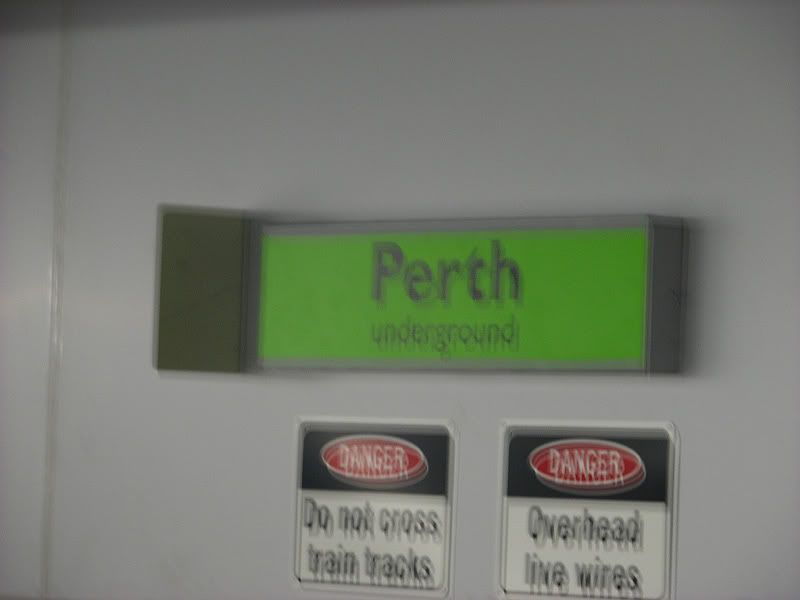 Perth
underground
DANGER
Do not cross
train tracks
DANGER
Overhead
live wires